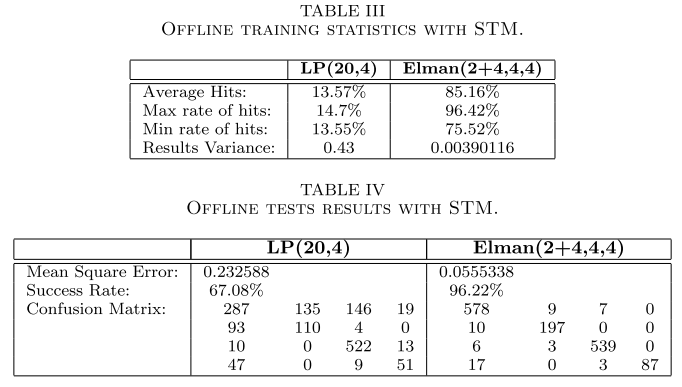 TABLE III
Offline training statistics with STM.
LP(20,4) Elman(2+4,4,4)
Average Hits: 13.57% 85.16%
Max rate of hits: 14.7% 96.42%
Min rate of hits: 13.55% 75.52%
Results Variance: 0.43 0.00390116
TABLE IV
Offline tests results with STM.
LP(20,4) Elman(2+4,4,4)
Mean Square Error: 0.232588 0.0555338
Success Rate: 67.08% 96.22%
Confusion Matrix: 287 135 146 19 578 9 7 0
93 110 4 0 10 197 0 0
10 0 522 13 6 3 539 0
47 0 9 51 17 0 3 87